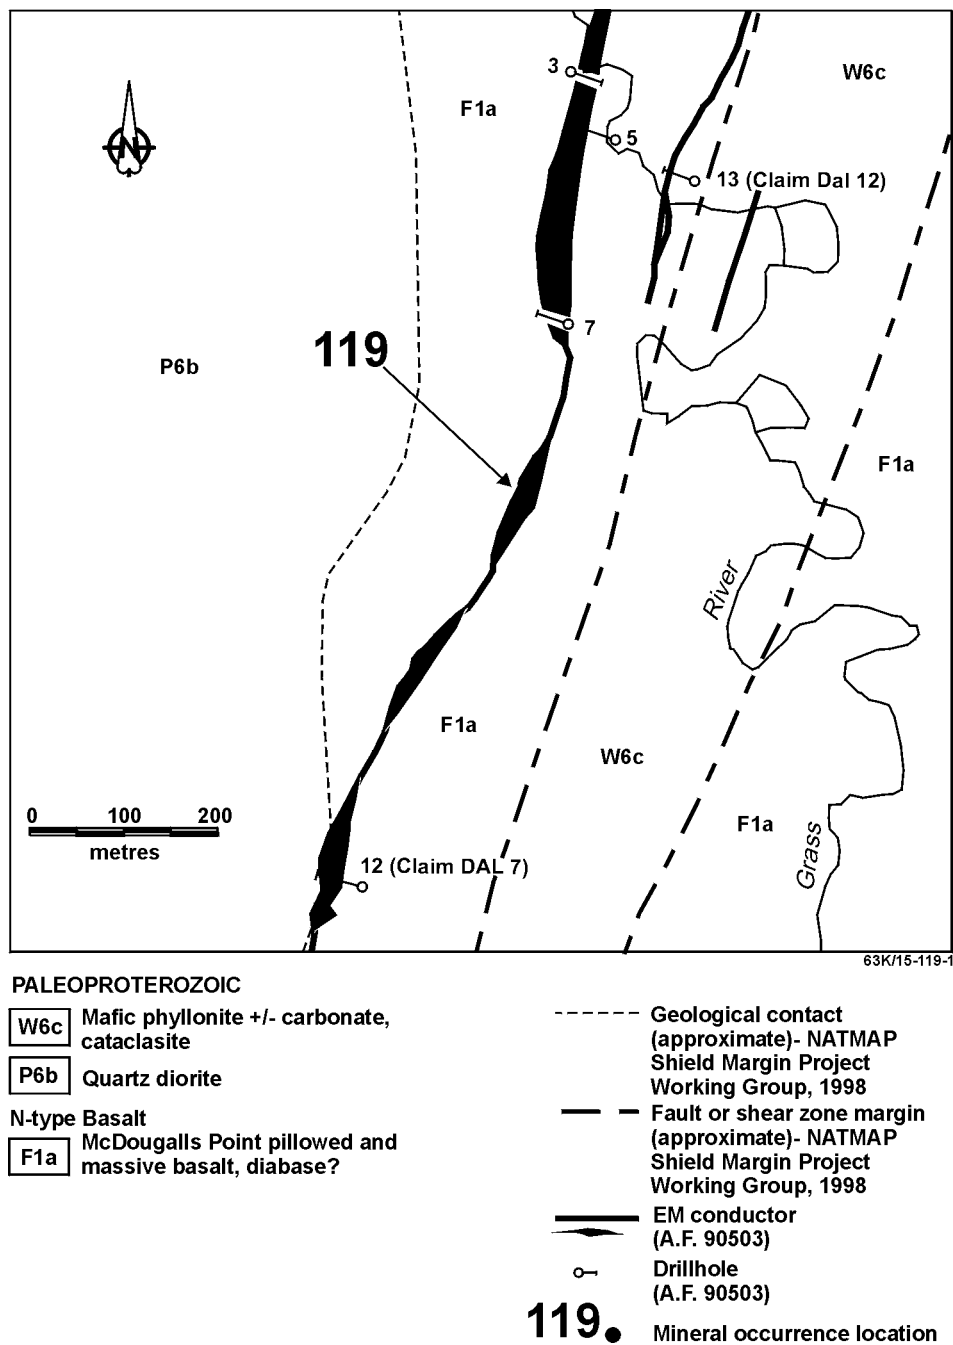 W6c
3
F1a
5
N
13 (Claim Dal 12)
7
119
P6b
F1a
River
F1a
W6c
F1a
Grass
0 100 200
metres
12 (Claim DAL 7)
63K/15-119-1
PALEOPROTEROZOIC
W6c Mafic phyllonite +/- carbonate,
cataclasite
P6b Quartz diorite
N-type Basalt
F1a McDougalls Point pillowed and
massive basalt, diabase?
Geological contact
(approximate)- NATMAP
Shield Margin Project
Working Group, 1998
Fault or shear zone margin
(approximate)- NATMAP
Shield Margin Project
Working Group, 1998
EM conductor
(A.F. 90503)
Drillhole
(A.F. 90503)
119 Mineral occurrence location